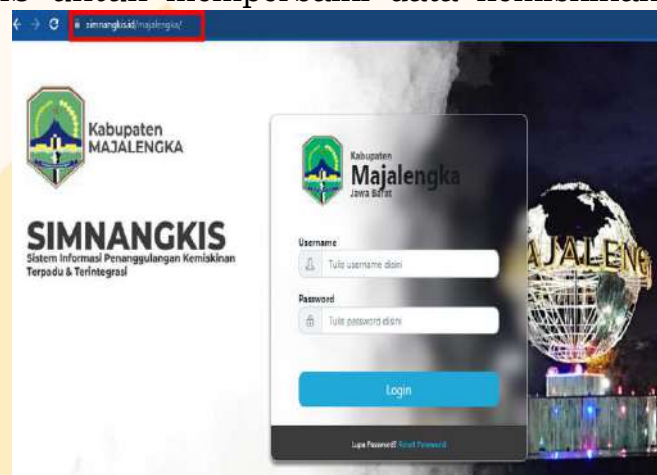 untuk memperbaiki data kemiskinan
simnangkis.id/majalengka/
Kabupaten
MAJALENGKA
SIMNANGKIS
Sistem Informasi Penanggulangan Kemiskinan
Terpadu & Terintegrasi
Kabupaten
Majalengka
Jawa Barat
Username
Tulis username disini
Password
Tulis password disini
Login
Lupa Password? Reset Password
AJALENG